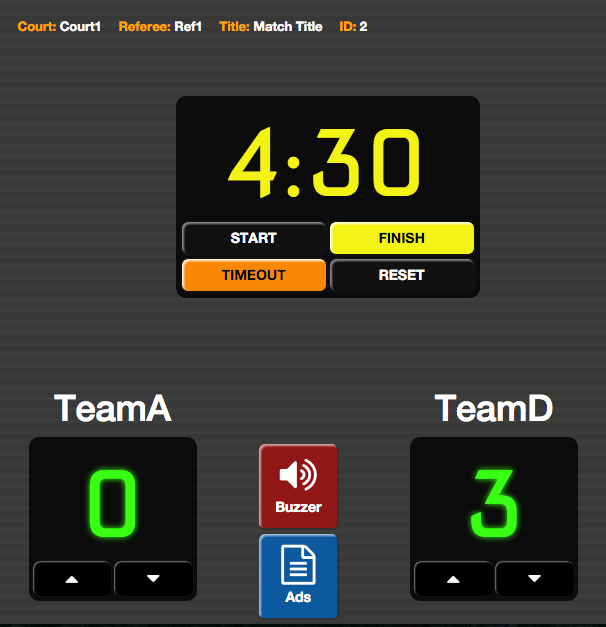 Court: Court1 Referee: Ref1 Title: Match Title ID: 2
4:30
START FINISH
TIMEOUT RESET
TeamA TeamD
0 3
Buzzer
Ads